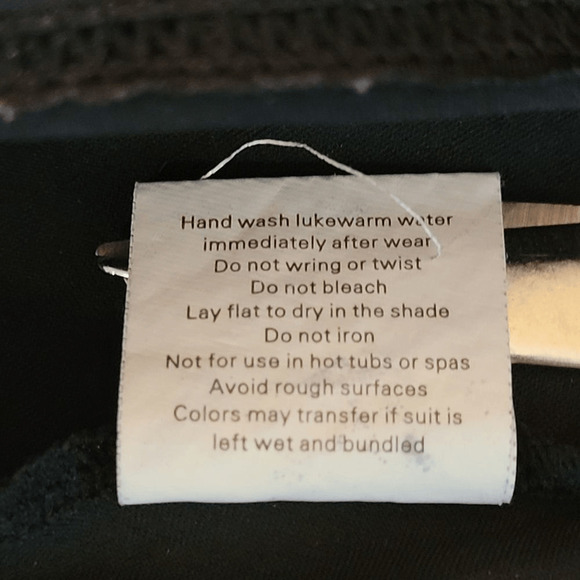 Hand wash lukewarm water
immediately after wear
Do not wring or twist
Do not bleach
Lay flat to dry in the shade
Do not iron
Not for use in hot tubs or spas
Avoid rough surfaces
Colors may transfer if suit is
left wet and bundled